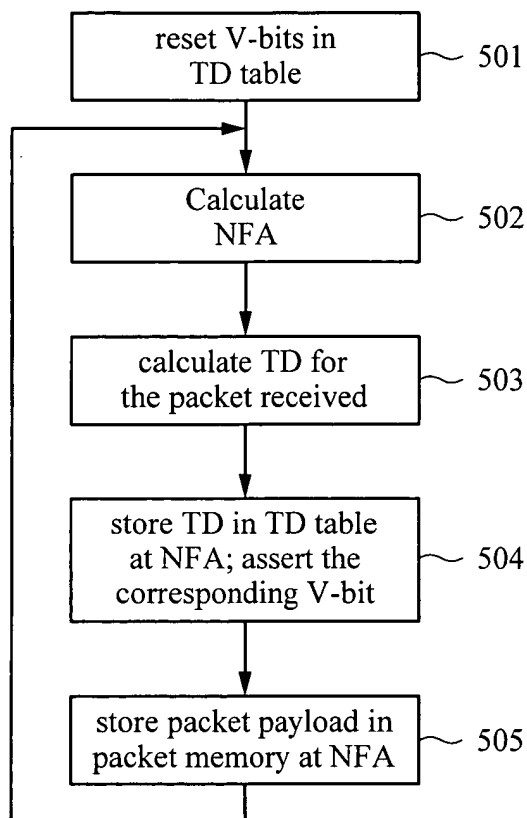 reset V-bits in
TD table
501
Calculate
NFA
502
calculate TD for
the packet received
503
store TD in TD table
at NFA; assert the
corresponding V-bit
504
store packet payload in
packet memory at NFA
505